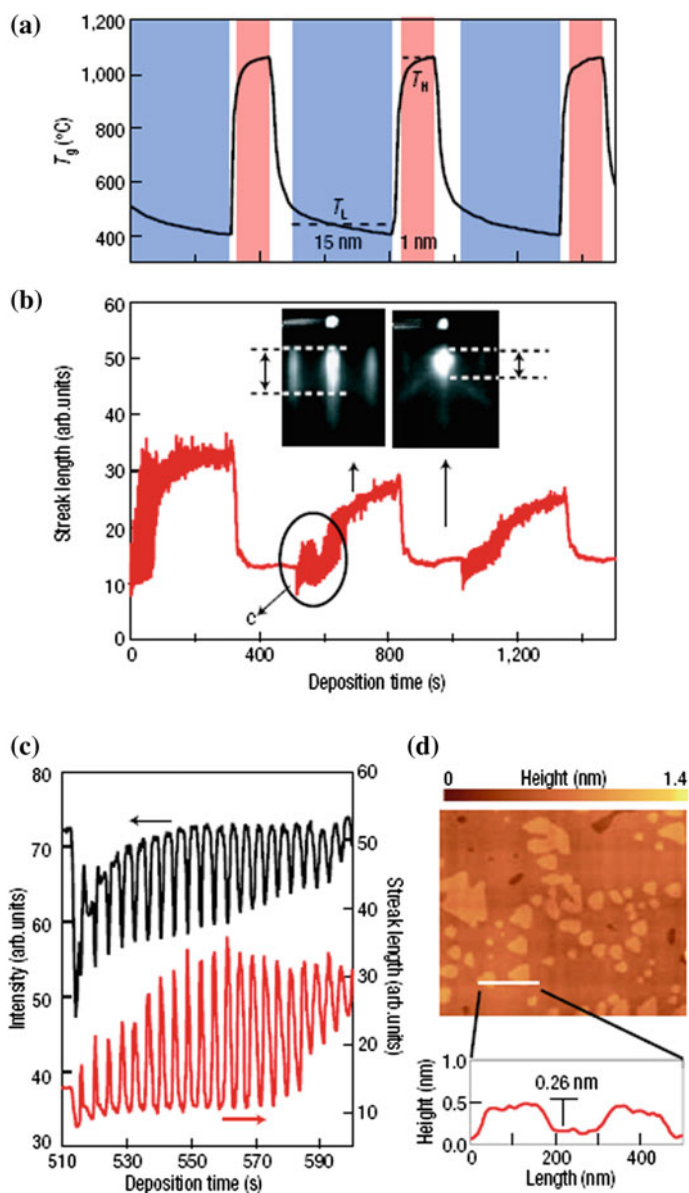 (a)
1,200
1,000
800
600
400
T_g (°C)
T_H
T_L
15 nm
1 nm
(b)
60
50
40
30
20
10
0
Streak length (arb.units)
c
0 400 800 1,200
Deposition time (s)
(c)
80
70
60
50
40
30
Intensity (arb.units)
60
50
40
30
20
10
Streak length (arb.units)
510 530 550 570 590
Deposition time (s)
(d)
0 Height (nm) 1.4
1.0
0.5
0.0
Height (nm)
0.26 nm
0 200 400
Length (nm)